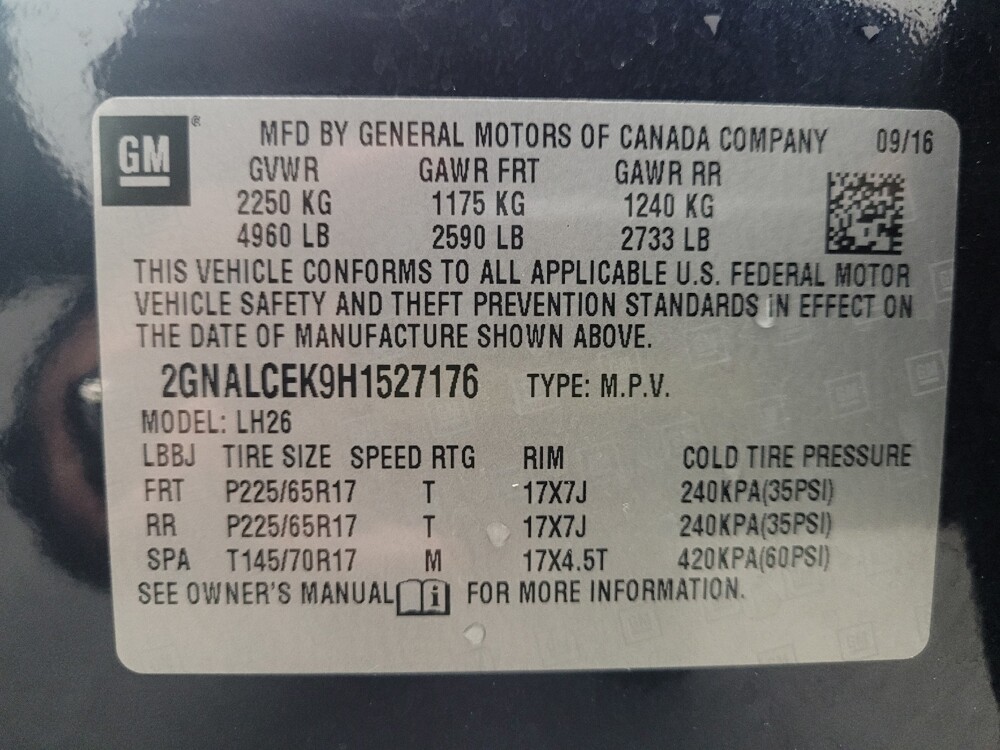 GM ® MFD BY GENERAL MOTORS OF CANADA COMPANY 09/16
GVWR GAWR FRT GAWR RR
2250 KG 1175 KG 1240 KG
4960 LB 2590 LB 2733 LB
THIS VEHICLE CONFORMS TO ALL APPLICABLE U.S. FEDERAL MOTOR
VEHICLE SAFETY AND THEFT PREVENTION STANDARDS IN EFFECT ON
THE DATE OF MANUFACTURE SHOWN ABOVE.
2GNALCEK9H1527176 TYPE: M.P.V.
MODEL: LH26
LBBJ TIRE SIZE SPEED RTG RIM COLD TIRE PRESSURE
FRT P225/65R17 T 17X7J 240KPA(35PSI)
RR P225/65R17 T 17X7J 240KPA(35PSI)
SPA T145/70R17 M 17X4.5T 420KPA(60PSI)
SEE OWNER'S MANUAL i FOR MORE INFORMATION.